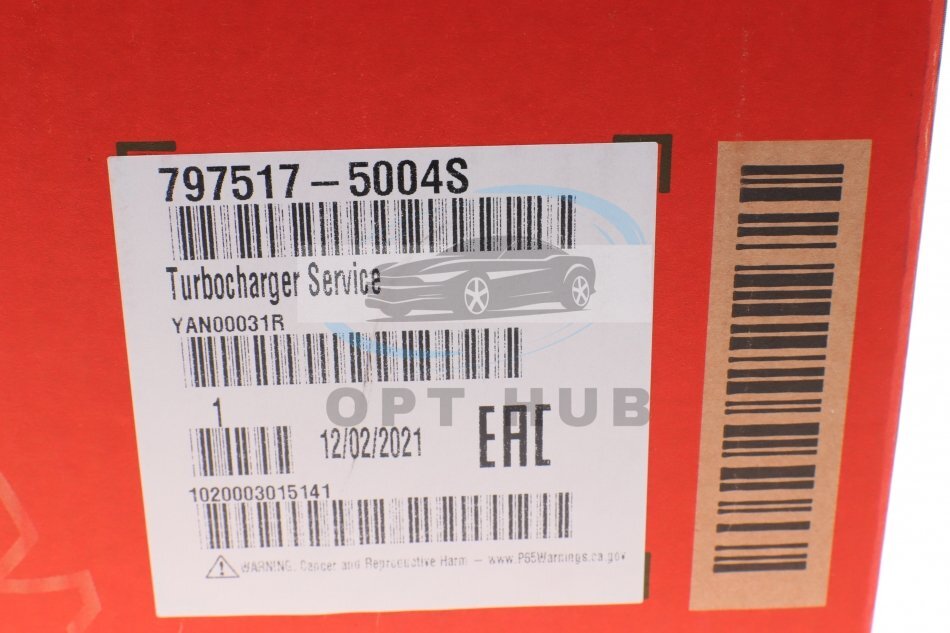 797517-5004S
Turbocharger Service
YAN00031R
OPT HUB
1
12/02/2021
EAC
1020003015141
WARNING, Cancer and Reproductive Harm - www.P65Warnings.ca.gov